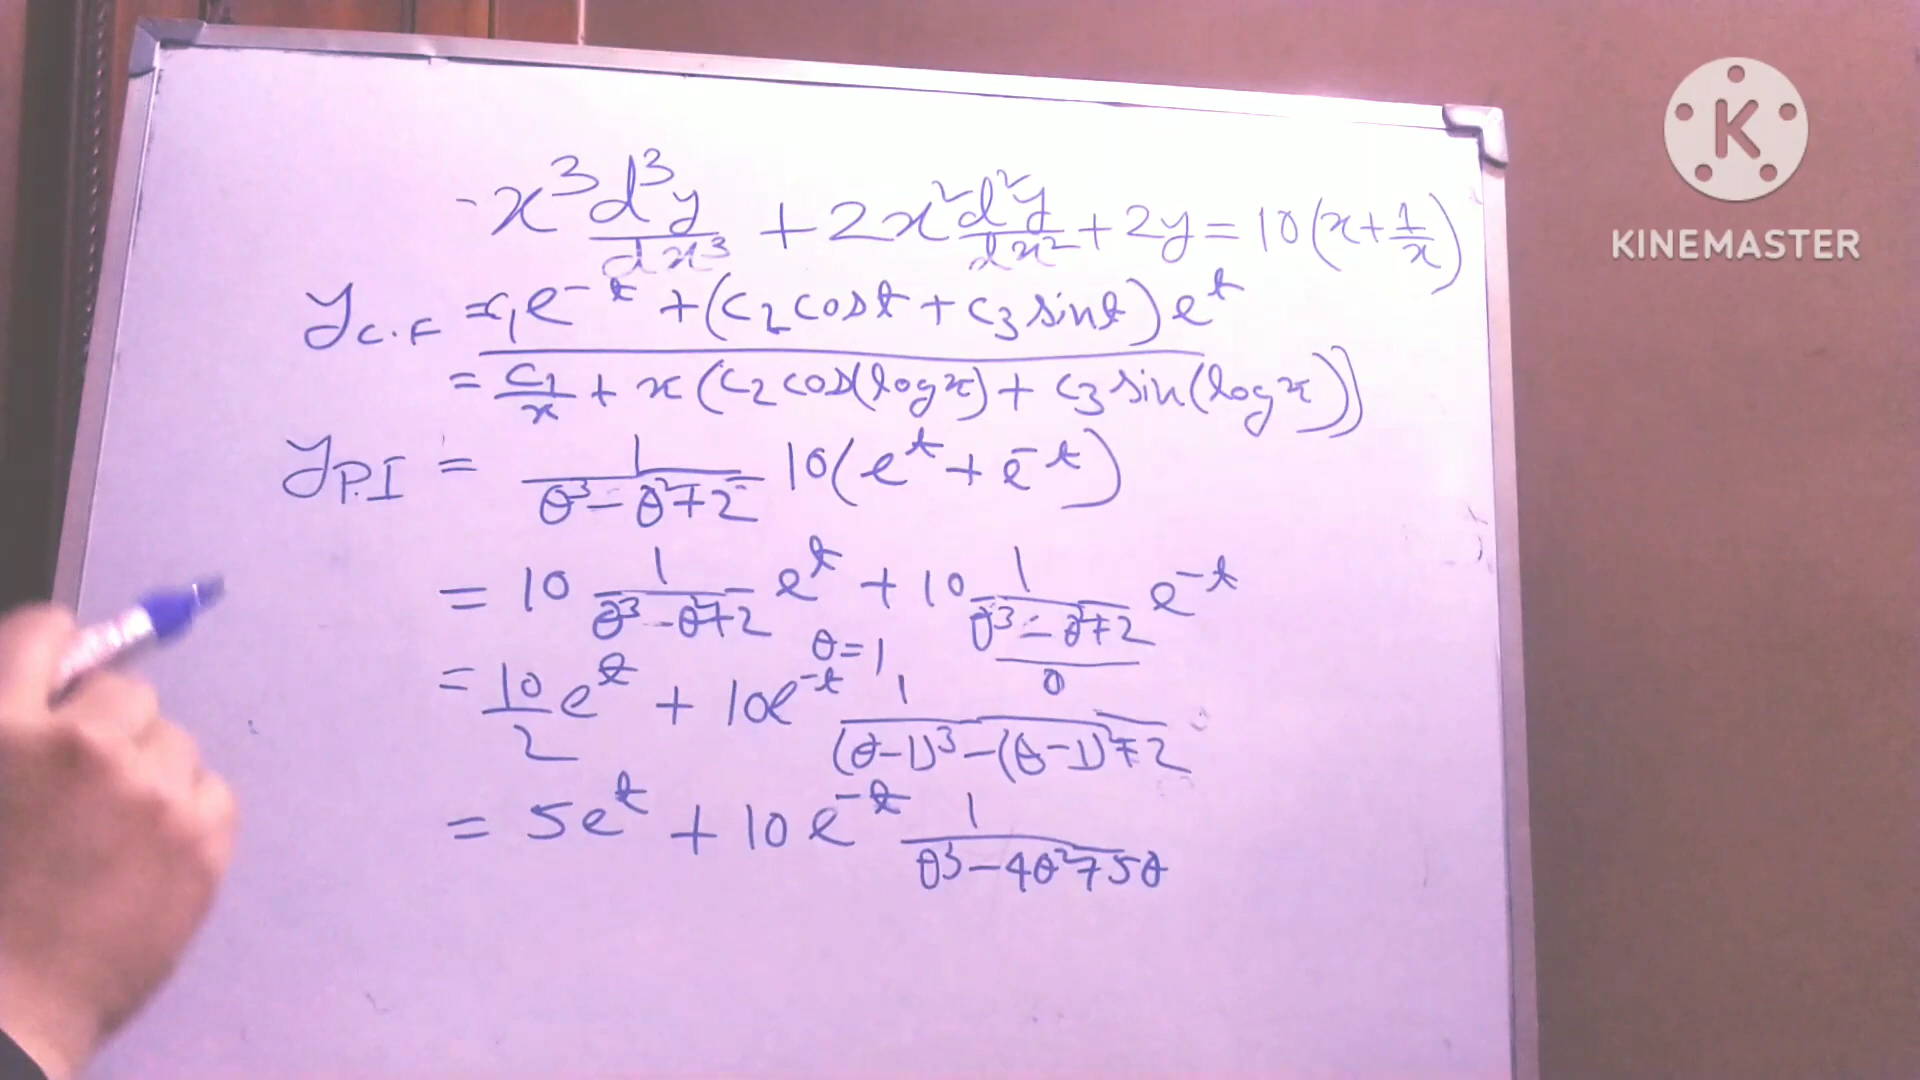 x³ d³y/dx³ + 2x² d²y/dx² + 2y = 10(x + 1/x)
y_C.F = c₁e^-t + (c₂ cos t + c₃ sin t) e^t
= c₁/x + x (c₂ cos(log x) + c₃ sin(log x))
y_P.I = 1/(θ³ - θ² + 2) 10(e^t + e^-t)
= 10 1/(θ³ - θ² + 2) e^t + 10 1/(θ³ - θ² + 2) e^-t
θ = 1
0
= 10/2 e^t + 10e^-t 1/((θ-1)³ - (θ-1)² + 2)
= 5e^t + 10e^-t 1/(θ³ - 4θ² + 5θ)
K
KINEMASTER